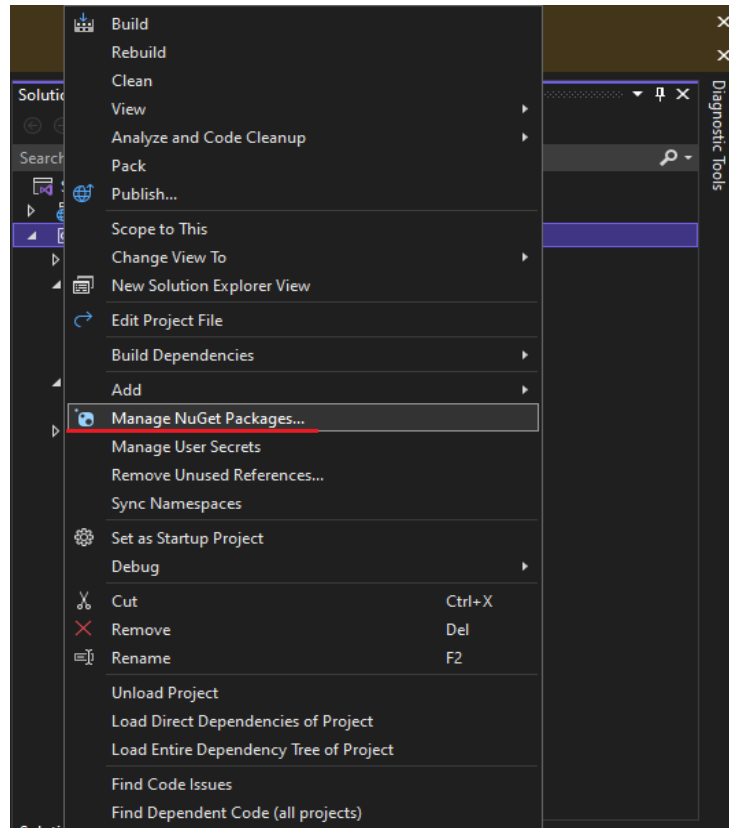 Build
Rebuild
Clean
View
Analyze and Code Cleanup
Pack
Publish...
Scope to This
Change View To
New Solution Explorer View
Edit Project File
Build Dependencies
Add
Manage NuGet Packages...
Manage User Secrets
Remove Unused References...
Sync Namespaces
Set as Startup Project
Debug
Cut Ctrl+X
Remove Del
Rename F2
Unload Project
Load Direct Dependencies of Project
Load Entire Dependency Tree of Project
Find Code Issues
Find Dependent Code (all projects)
Search
Diagnostic Tools